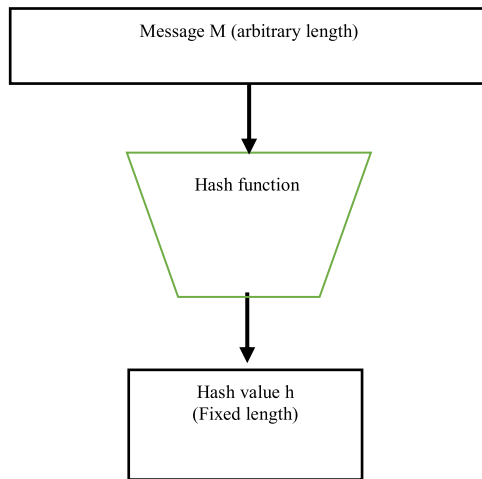 Message M (arbitrary length)
Hash function
Hash value h
(Fixed length)